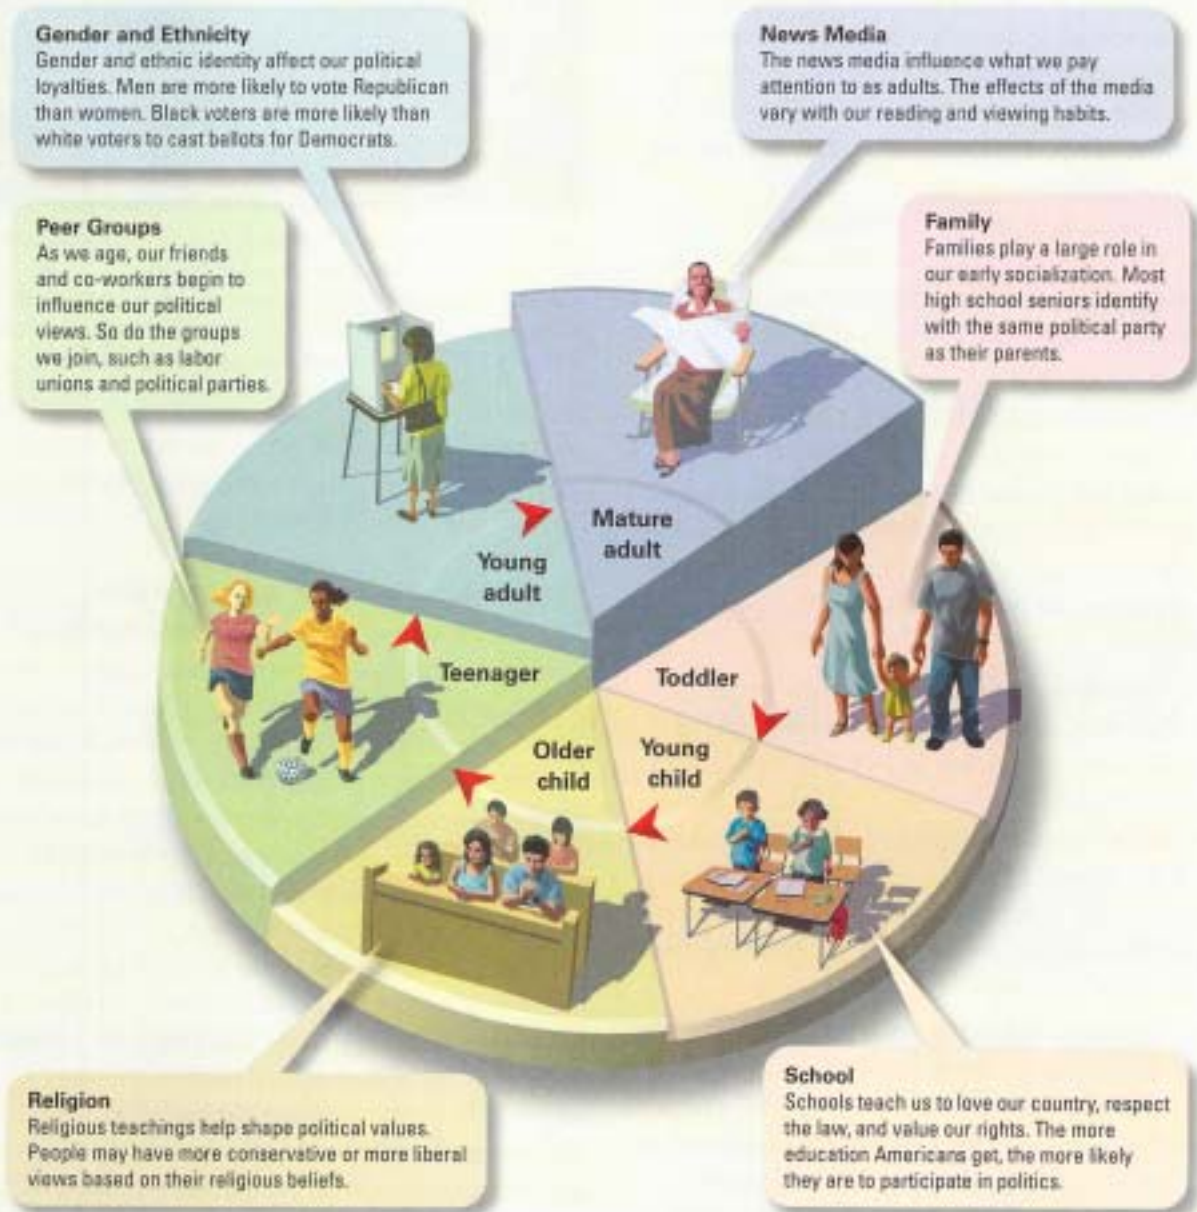 Gender and Ethnicity
Gender and ethnic identity affect our political
loyalties. Men are more likely to vote Republican
than women. Black voters are more likely than
white voters to cast ballots for Democrats.
News Media
The news media influence what we pay
attention to as adults. The effects of the media
vary with our reading and viewing habits.
Peer Groups
As we age, our friends
and co-workers begin to
influence our political
views. So do the groups
we join, such as labor
unions and political parties.
Family
Families play a large role in
our early socialization. Most
high school seniors identify
with the same political party
as their parents.
Mature
adult
Young
adult
Teenager
Toddler
Older
child
Young
child
Religion
Religious teachings help shape political values.
People may have more conservative or more liberal
views based on their religious beliefs.
School
Schools teach us to love our country, respect
the law, and value our rights. The more
education Americans get, the more likely
they are to participate in politics.